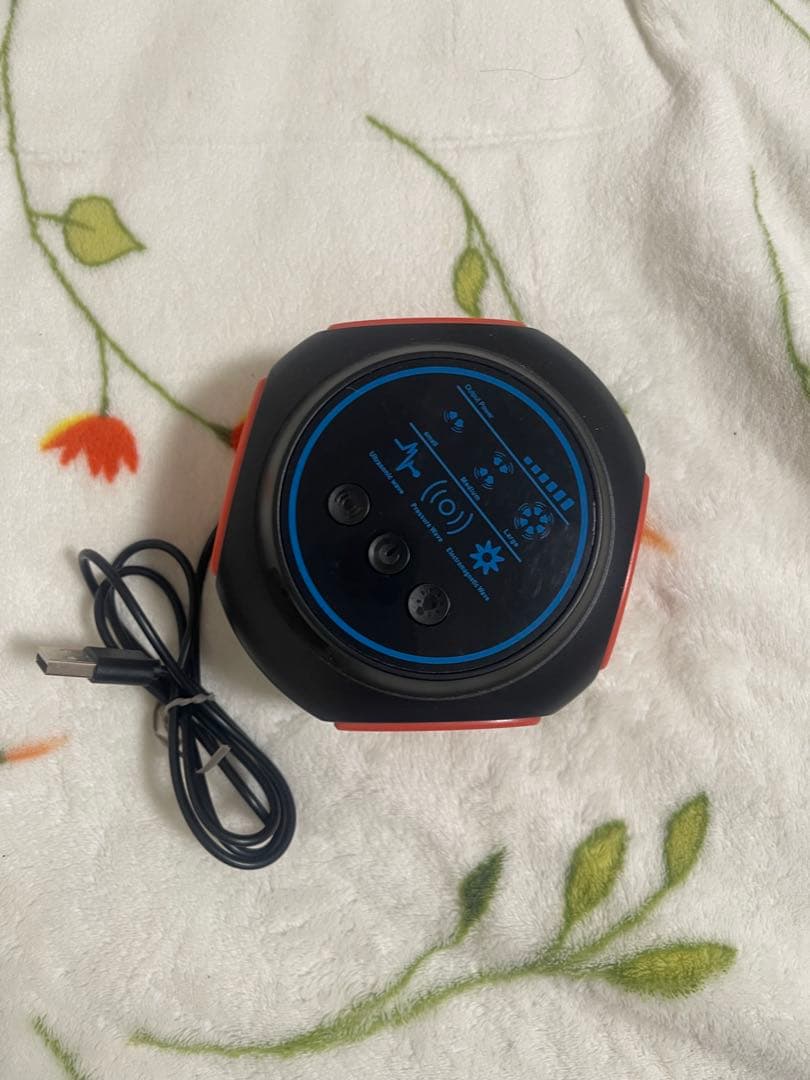 Output Power
small
Medium
Large
Ultrasonic wave
Pressure Wave
Electromagnetic Wave